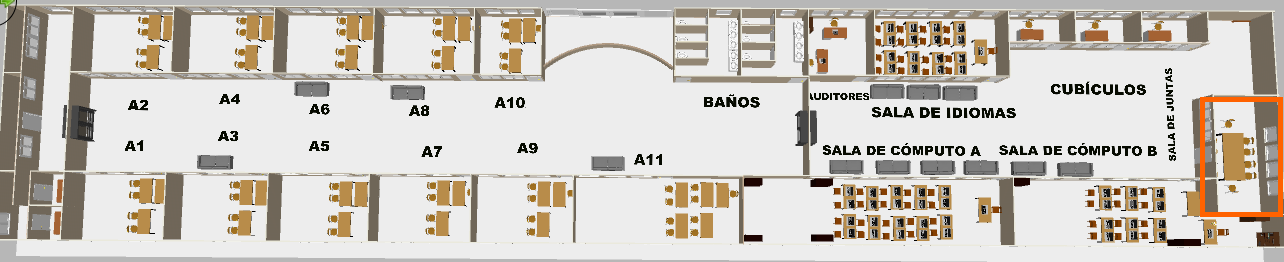 A2
A4
A6
A8
A10
BAÑOS
AUDITORES
SALA DE IDIOMAS
CUBÍCULOS
SALA DE JUNTAS
A1
A3
A5
A7
A9
A11
SALA DE CÓMPUTO A
SALA DE CÓMPUTO B